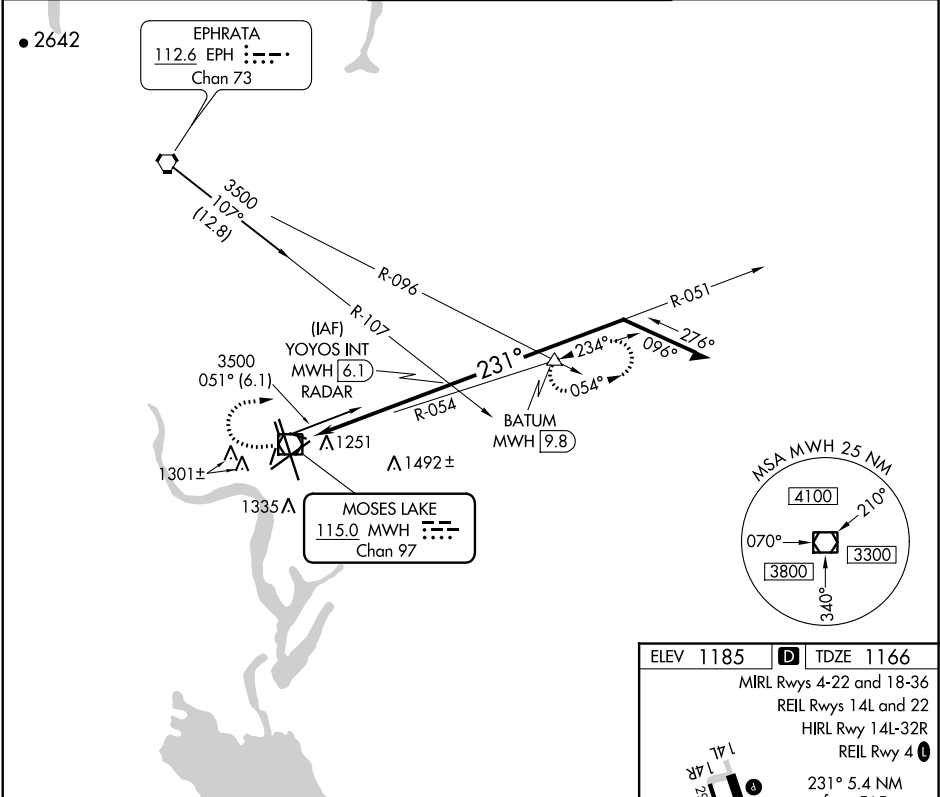 2642
EPHRATA
112.6 EPH
Chan 73
3500
107°
(12.8)
R-096
R-107
R-051
276°
096°
(IAF)
YOYOS INT
MWH 6.1
RADAR
231°
234°
054°
3500
051° (6.1)
R-054
BATUM
MWH 9.8
1251
1492±
1301±
1335
MOSES LAKE
115.0 MWH
Chan 97
MSA MWH 25 NM
4100
210°
070°
3300
3800
340°
ELEV 1185 D TDZE 1166
MIRL Rwys 4-22 and 18-36
REIL Rwys 14L and 22
HIRL Rwy 14L-32R
REIL Rwy 4 L
14L
14R
P
231° 5.4 NM